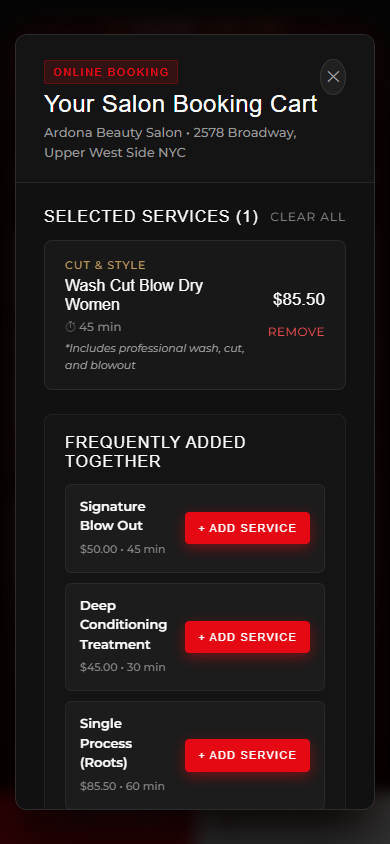 ONLINE BOOKING
Your Salon Booking Cart
Ardona Beauty Salon • 2578 Broadway,
Upper West Side NYC
SELECTED SERVICES (1) CLEAR ALL
CUT & STYLE
Wash Cut Blow Dry
Women
$85.50
⏱ 45 min
REMOVE
*Includes professional wash, cut,
and blowout
FREQUENTLY ADDED
TOGETHER
Signature
Blow Out
$50.00 • 45 min
+ ADD SERVICE
Deep
Conditioning
Treatment
$45.00 • 30 min
+ ADD SERVICE
Single
Process
(Roots)
$85.50 • 60 min
+ ADD SERVICE